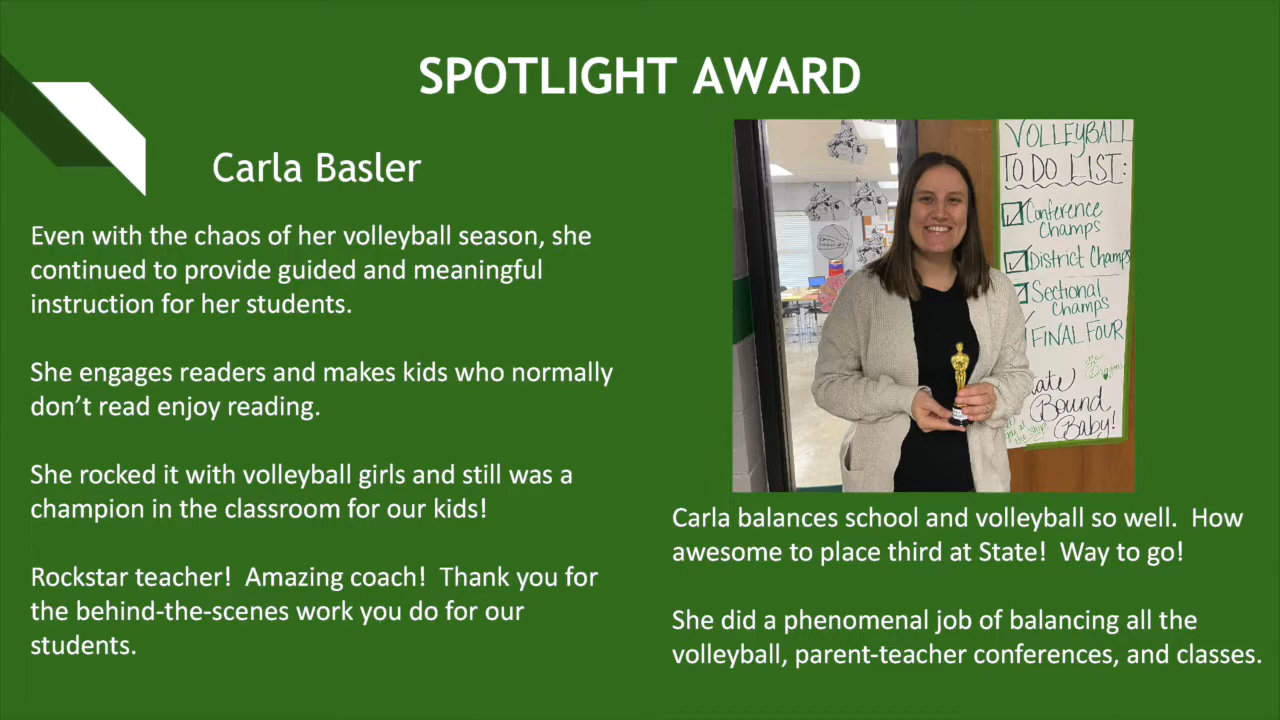 SPOTLIGHT AWARD
Carla Basler
Even with the chaos of her volleyball season, she
continued to provide guided and meaningful
instruction for her students.
She engages readers and makes kids who normally
don’t read enjoy reading.
She rocked it with volleyball girls and still was a
champion in the classroom for our kids!
Rockstar teacher!  Amazing coach!  Thank you for
the behind-the-scenes work you do for our
students.
VOLLEYBALL
TO DO LIST:
Conference
Champs
District Champs
Sectional
Champs
FINAL FOUR
Bound
Baby!
Carla balances school and volleyball so well.  How
awesome to place third at State!  Way to go!
She did a phenomenal job of balancing all the
volleyball, parent-teacher conferences, and classes.